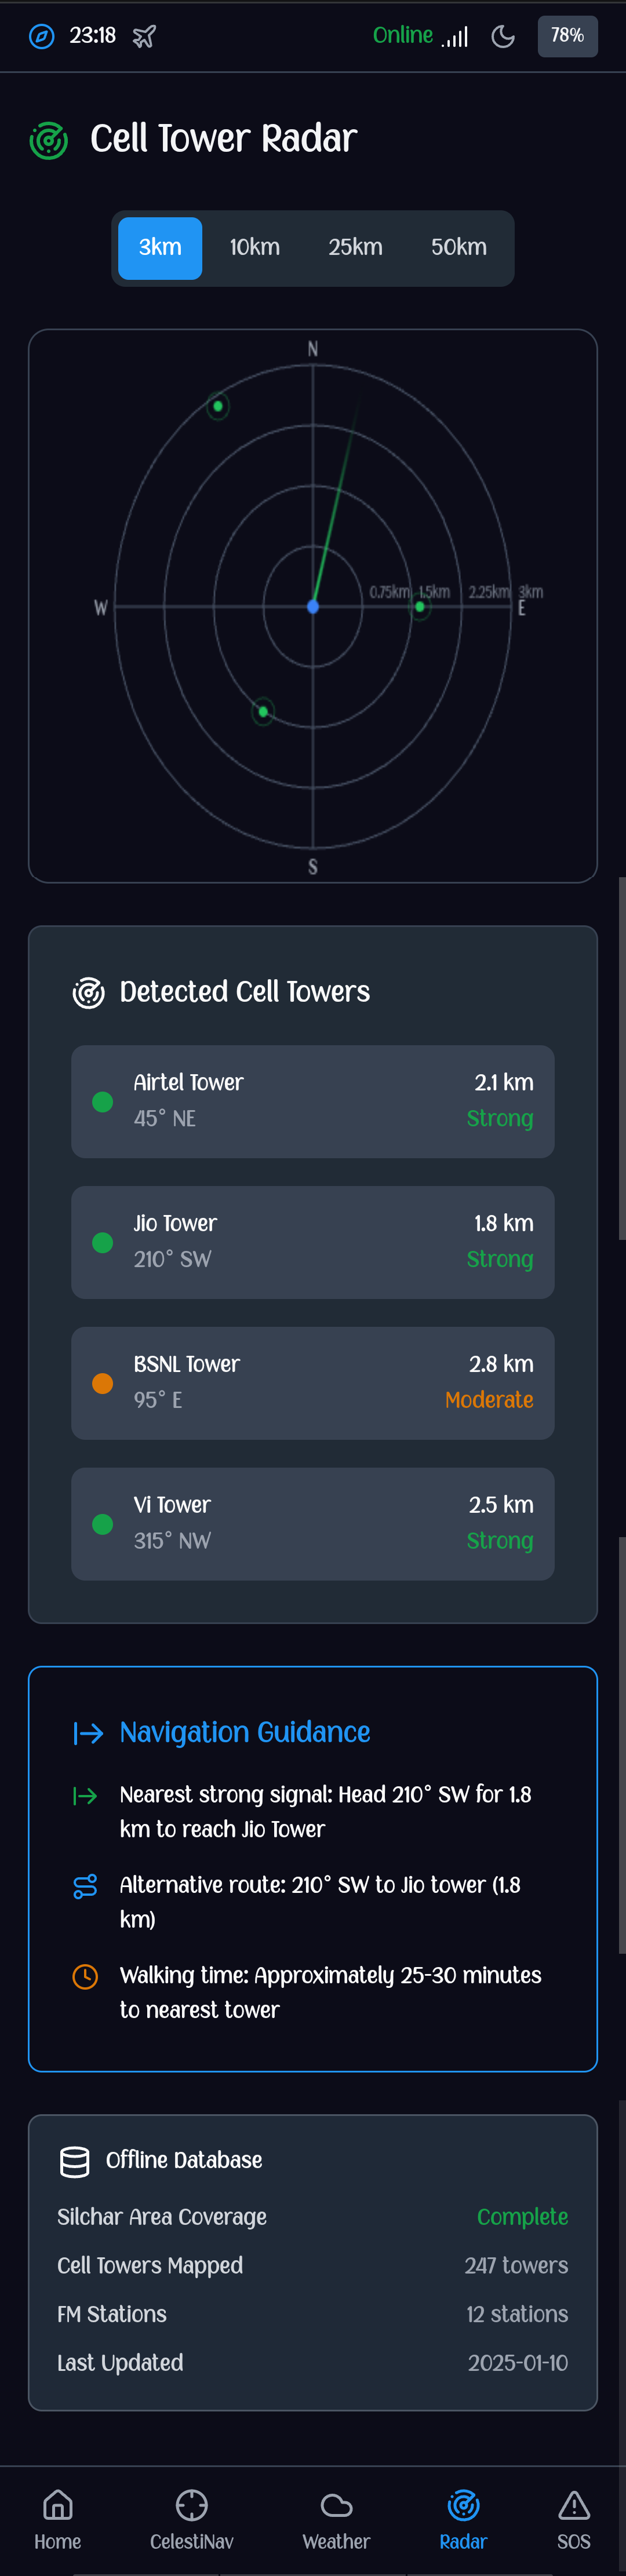 23:18 Online 78%
Cell Tower Radar
3km 10km 25km 50km
N
0.75km 1.5km 2.25km 3km
W E
S
Detected Cell Towers
Airtel Tower 2.1 km
45° NE Strong
Jio Tower 1.8 km
210° SW Strong
BSNL Tower 2.8 km
95° E Moderate
Vi Tower 2.5 km
315° NW Strong
Navigation Guidance
Nearest strong signal: Head 210° SW for 1.8
km to reach Jio Tower
Alternative route: 210° SW to Jio tower (1.8
km)
Walking time: Approximately 25-30 minutes
to nearest tower
Offline Database
Silchar Area Coverage Complete
Cell Towers Mapped 247 towers
FM Stations 12 stations
Last Updated 2025-01-10
Home CelestiNav Weather Radar SOS